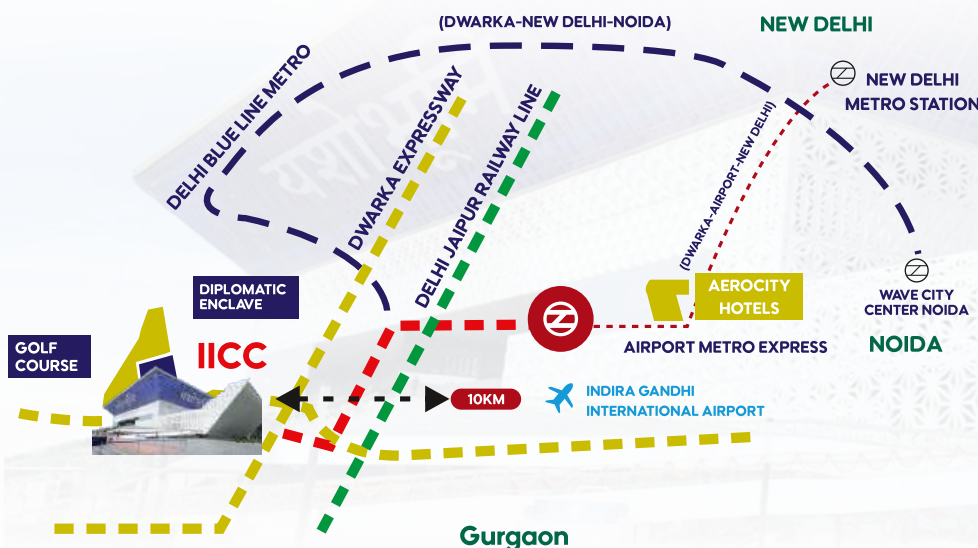 (DWARKA-NEW DELHI-NOIDA)
NEW DELHI
DELHI BLUE LINE METRO
DWARKA EXPRESSWAY
DELHI JAIPUR RAILWAY LINE
(DWARKA-AIRPORT-NEW DELHI)
NEW DELHI
METRO STATION
DIPLOMATIC
ENCLAVE
AEROCITY
HOTELS
WAVE CITY
CENTER NOIDA
NOIDA
GOLF
COURSE
IICC
AIRPORT METRO EXPRESS
10KM
INDIRA GANDHI
INTERNATIONAL AIRPORT
Gurgaon